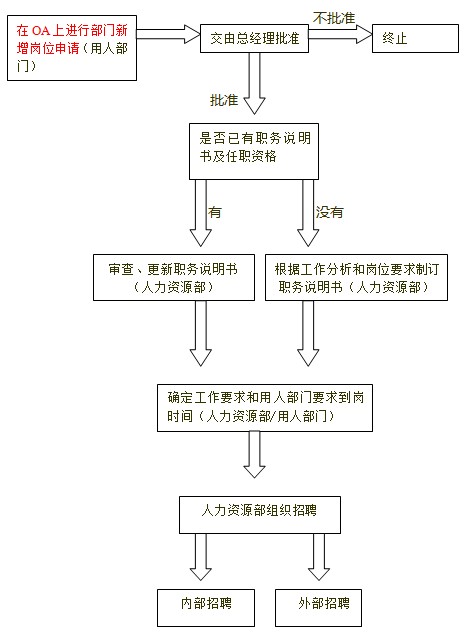 在OA上进行部门新
增岗位申请（用人部
门）
交由总经理批准
不批准
终止
批准
是否已有职务说明
书及任职资格
有
没有
审查、更新职务说明书
（人力资源部）
根据工作分析和岗位要求制订
职务说明书（人力资源部）
确定工作要求和用人部门要求到岗
时间（人力资源部/用人部门）
人力资源部组织招聘
内部招聘
外部招聘